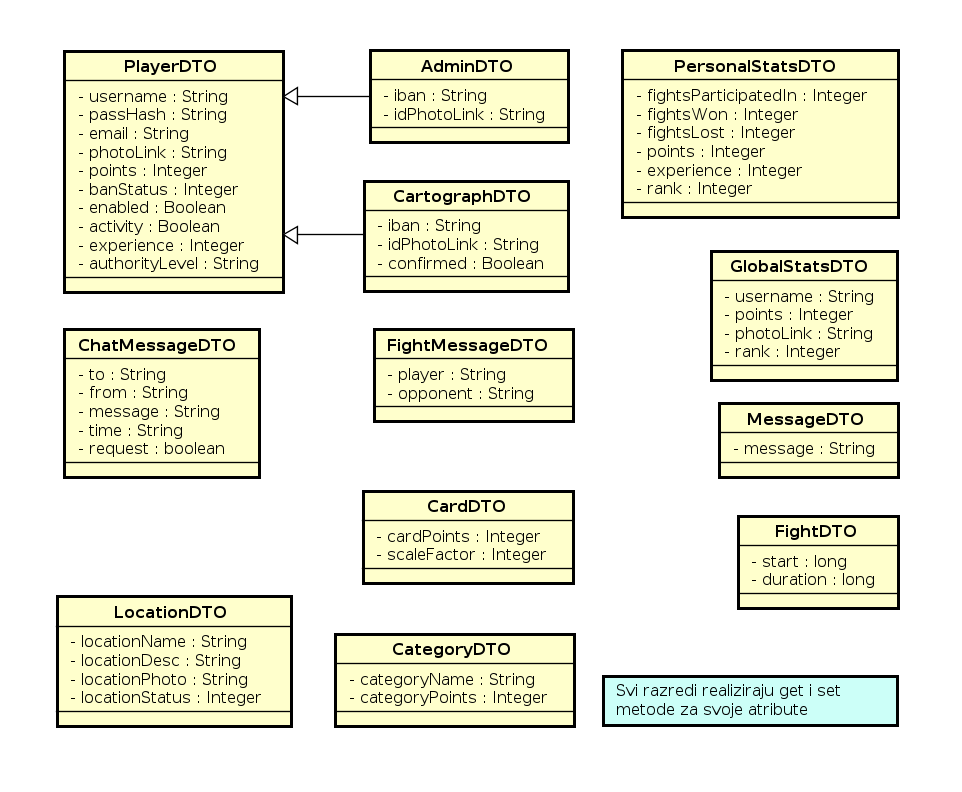 PlayerDTO
- username : String
- passHash : String
- email : String
- photoLink : String
- points : Integer
- banStatus : Integer
- enabled : Boolean
- activity : Boolean
- experience : Integer
- authorityLevel : String
AdminDTO
- iban : String
- idPhotoLink : String
CartographDTO
- iban : String
- idPhotoLink : String
- confirmed : Boolean
PersonalStatsDTO
- fightsParticipatedIn : Integer
- fightsWon : Integer
- fightsLost : Integer
- points : Integer
- experience : Integer
- rank : Integer
GlobalStatsDTO
- username : String
- points : Integer
- photoLink : String
- rank : Integer
ChatMessageDTO
- to : String
- from : String
- message : String
- time : String
- request : boolean
FightMessageDTO
- player : String
- opponent : String
MessageDTO
- message : String
CardDTO
- cardPoints : Integer
- scaleFactor : Integer
FightDTO
- start : long
- duration : long
LocationDTO
- locationName : String
- locationDesc : String
- locationPhoto : String
- locationStatus : Integer
CategoryDTO
- categoryName : String
- categoryPoints : Integer
Svi razredi realiziraju get i set
metode za svoje atribute